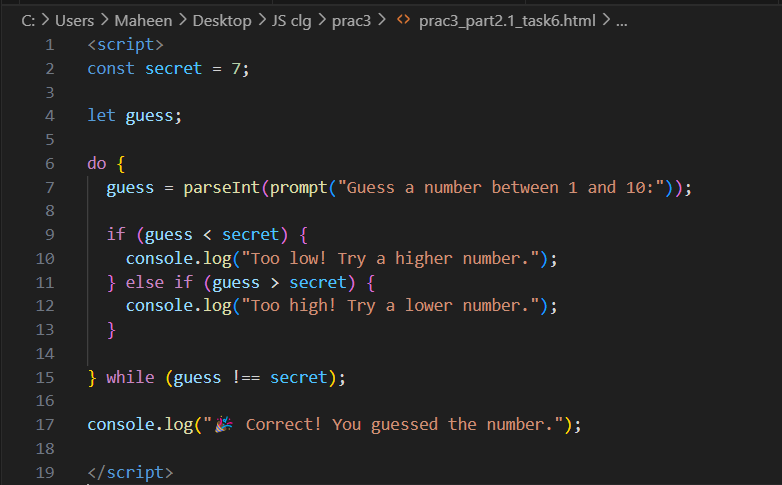 C: > Users > Maheen > Desktop > JS clg > prac3 > <> prac3_part2.1_task6.html > ...
1 <script>
2 const secret = 7;
3
4 let guess;
5
6 do {
7   guess = parseInt(prompt("Guess a number between 1 and 10:"));
8
9   if (guess < secret) {
10     console.log("Too low! Try a higher number.");
11   } else if (guess > secret) {
12     console.log("Too high! Try a lower number.");
13   }
14
15 } while (guess !== secret);
16
17 console.log("🎉 Correct! You guessed the number.");
18
19 </script>